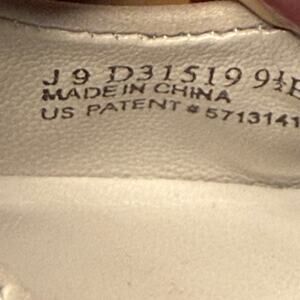 J 9 D31519 9½E
MADE IN CHINA
US PATENT # 5713141